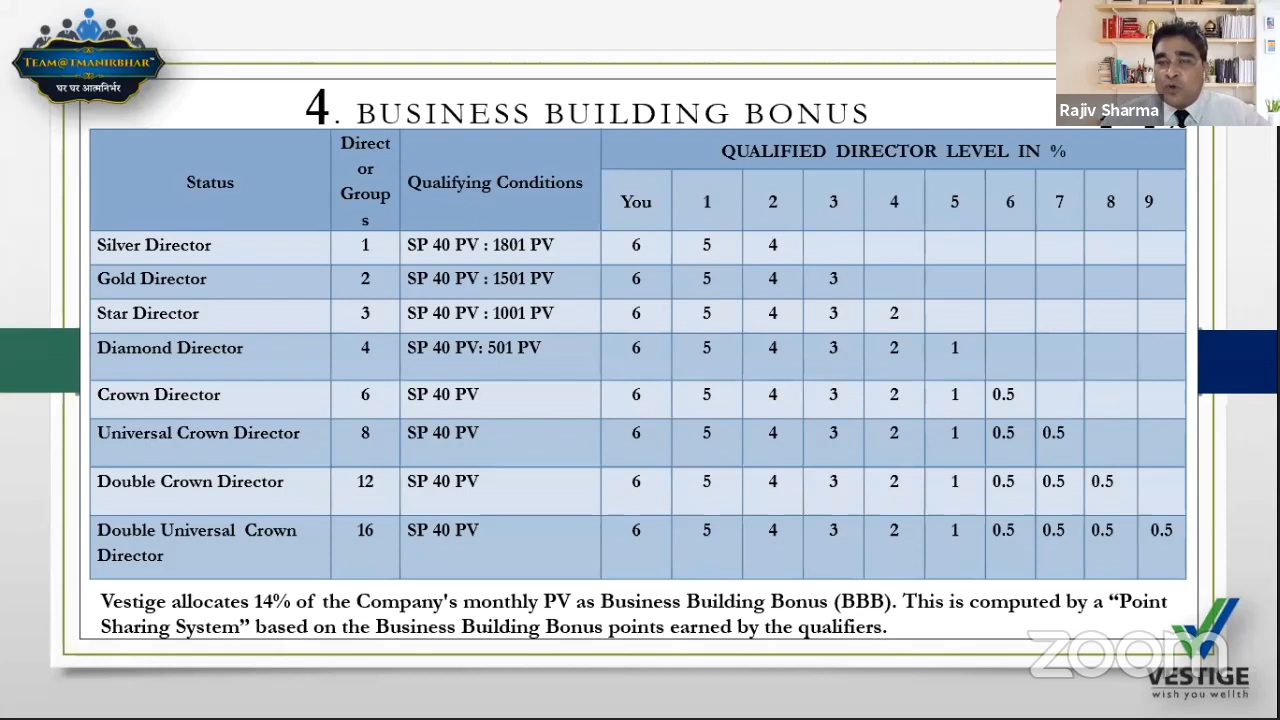 TEAM@TMANIRBHAR
घर घर आत्मनिर्भर
Rajiv Sharma
4. BUSINESS BUILDING BONUS
Status
Direct
or
Group
s
Qualifying Conditions
QUALIFIED DIRECTOR LEVEL IN %
You 1 2 3 4 5 6 7 8 9
Silver Director 1 SP 40 PV : 1801 PV 6 5 4
Gold Director 2 SP 40 PV : 1501 PV 6 5 4 3
Star Director 3 SP 40 PV : 1001 PV 6 5 4 3 2
Diamond Director 4 SP 40 PV: 501 PV 6 5 4 3 2 1
Crown Director 6 SP 40 PV 6 5 4 3 2 1 0.5
Universal Crown Director 8 SP 40 PV 6 5 4 3 2 1 0.5 0.5
Double Crown Director 12 SP 40 PV 6 5 4 3 2 1 0.5 0.5 0.5
Double Universal Crown 16 SP 40 PV 6 5 4 3 2 1 0.5 0.5 0.5 0.5
Director
Vestige allocates 14% of the Company's monthly PV as Business Building Bonus (BBB). This is computed by a “Point
Sharing System” based on the Business Building Bonus points earned by the qualifiers.
zoom
VESTIGE
wish you wellth